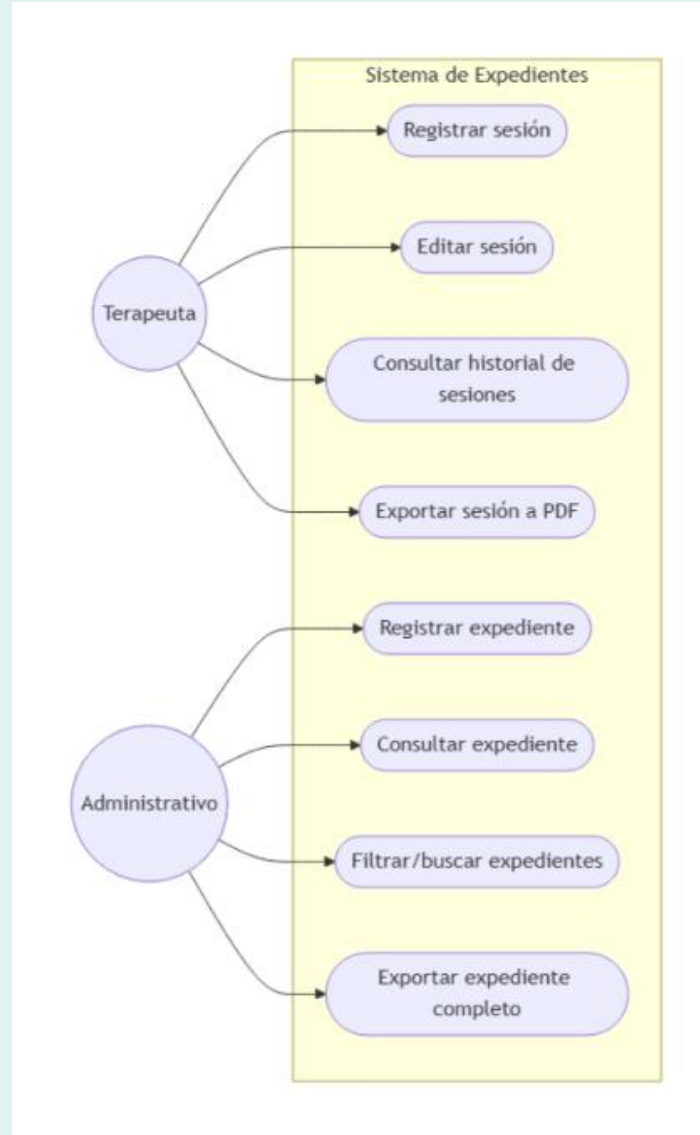 Sistema de Expedientes
Registrar sesión
Editar sesión
Terapeuta
Consultar historial de
sesiones
Exportar sesión a PDF
Registrar expediente
Consultar expediente
Administrativo
Filtrar/buscar expedientes
Exportar expediente
completo